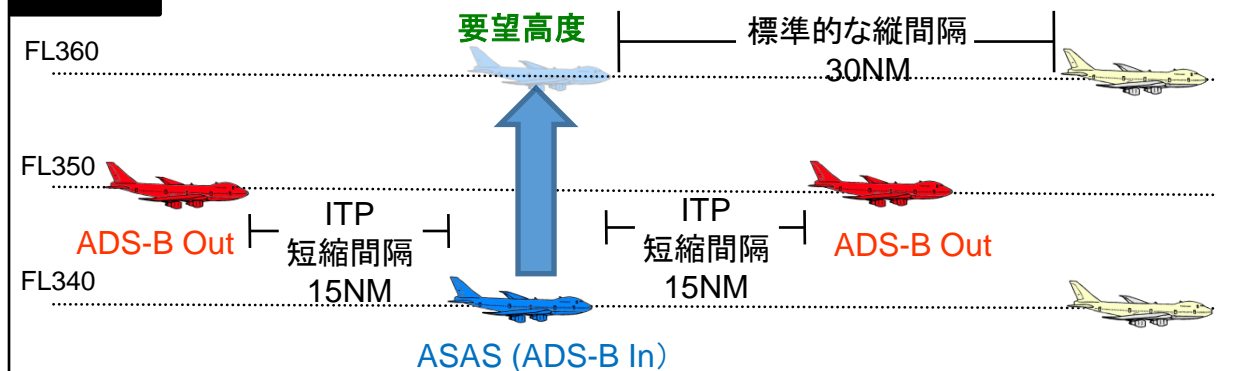 要望高度
標準的な縦間隔
30NM
FL360
FL350
ITP
短縮間隔
15NM
ITP
短縮間隔
15NM
ADS-B Out
ADS-B Out
FL340
ASAS (ADS-B In）